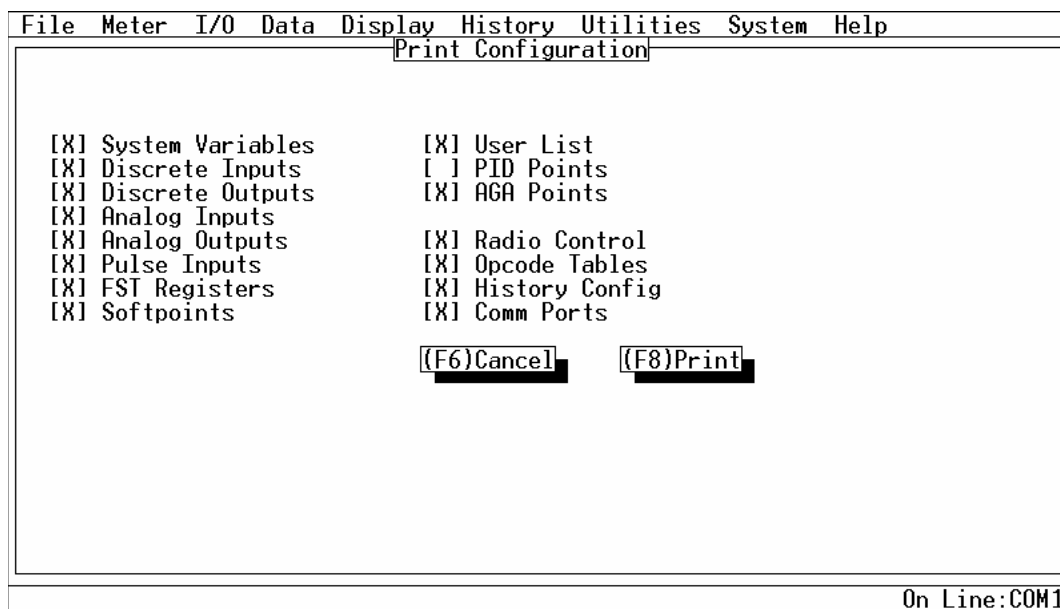 File Meter I/O Data Display History Utilities System Help
Print Configuration
[X] System Variables [X] User List
[X] Discrete Inputs [ ] PID Points
[X] Discrete Outputs [X] AGA Points
[X] Analog Inputs
[X] Analog Outputs [X] Radio Control
[X] Pulse Inputs [X] Opcode Tables
[X] FST Registers [X] History Config
[X] Softpoints [X] Comm Ports
(F6)Cancel (F8)Print
On Line:COM1